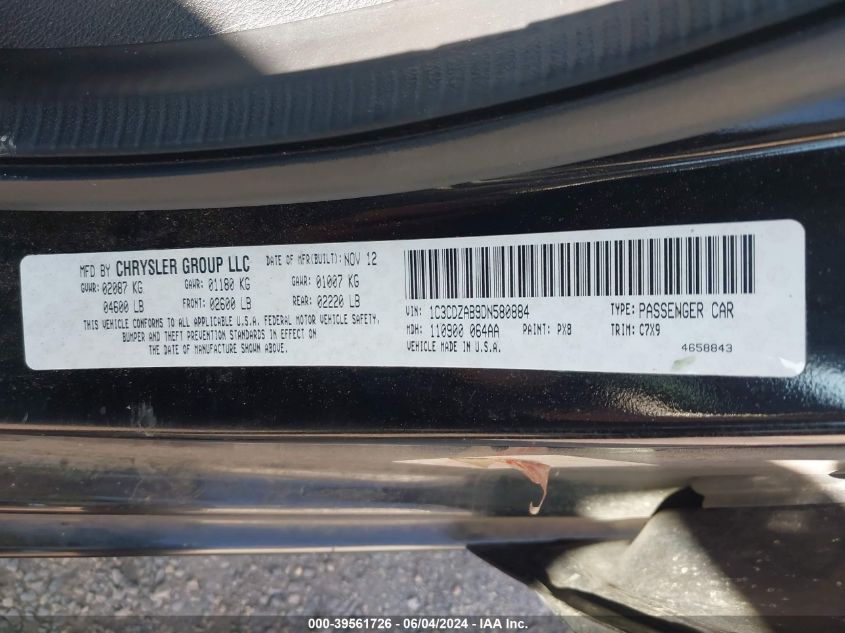 MFD BY CHRYSLER GROUP LLC DATE OF MFR(BUILT): NOV 12
GVWR: 02087 KG GAWR: 01180 KG GAWR: 01007 KG
04600 LB FRONT: 02600 LB REAR: 02220 LB
THIS VEHICLE CONFORMS TO ALL APPLICABLE U.S.A. FEDERAL MOTOR VEHICLE SAFETY,
BUMPER AND THEFT PREVENTION STANDARDS IN EFFECT ON
THE DATE OF MANUFACTURE SHOWN ABOVE.
VIN: 1C3CDZAB9DN580884 TYPE: PASSENGER CAR
MDH: 110900 064AA PAINT: PX8 TRIM: C7X9
VEHICLE MADE IN U.S.A. 4658843
000-39561726 - 06/04/2024 - IAA Inc.